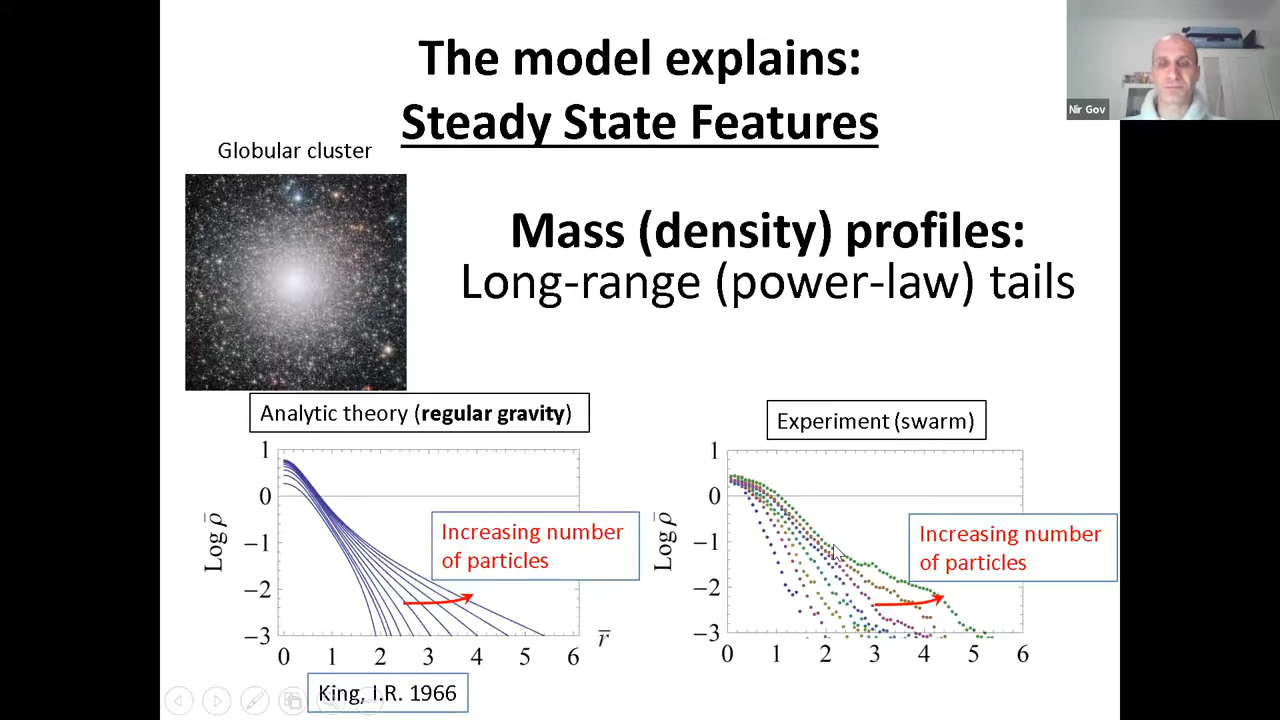 The model explains:
Steady State Features
Nir Gov
Globular cluster
Mass (density) profiles:
Long-range (power-law) tails
Analytic theory (regular gravity)
1
0
−1
−2
−3
Log ρ̅
0 1 2 3 4 5 6
r̅
Increasing number
of particles
King, I.R. 1966
Experiment (swarm)
1
0
−1
−2
−3
Log ρ̅
0 1 2 3 4 5 6
Increasing number
of particles